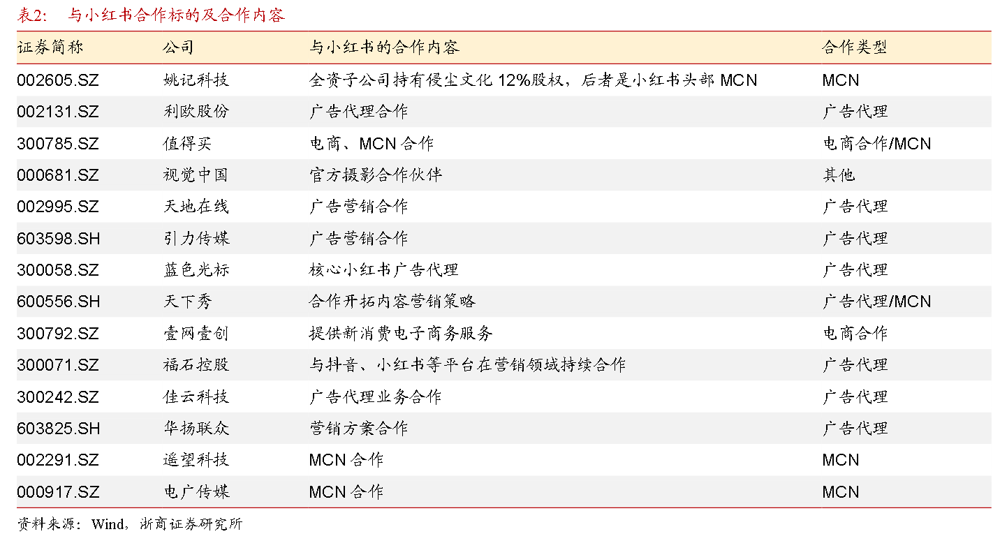 表2： 与小红书合作标的及合作内容
证券简称 公司 与小红书的合作内容 合作类型
002605.SZ 姚记科技 全资子公司持有侵尘文化 12%股权，后者是小红书头部 MCN MCN
002131.SZ 利欧股份 广告代理合作 广告代理
300785.SZ 值得买 电商、MCN 合作 电商合作/MCN
000681.SZ 视觉中国 官方摄影合作伙伴 其他
002995.SZ 天地在线 广告营销合作 广告代理
603598.SH 引力传媒 广告营销合作 广告代理
300058.SZ 蓝色光标 核心小红书广告代理 广告代理
600556.SH 天下秀 合作开拓内容营销策略 广告代理/MCN
300792.SZ 壹网壹创 提供新消费电子商务服务 电商合作
300071.SZ 福石控股 与抖音、小红书等平台在营销领域持续合作 广告代理
300242.SZ 佳云科技 广告代理业务合作 广告代理
603825.SH 华扬联众 营销方案合作 广告代理
002291.SZ 遥望科技 MCN 合作 MCN
000917.SZ 电广传媒 MCN 合作 MCN
资料来源：Wind，浙商证券研究所